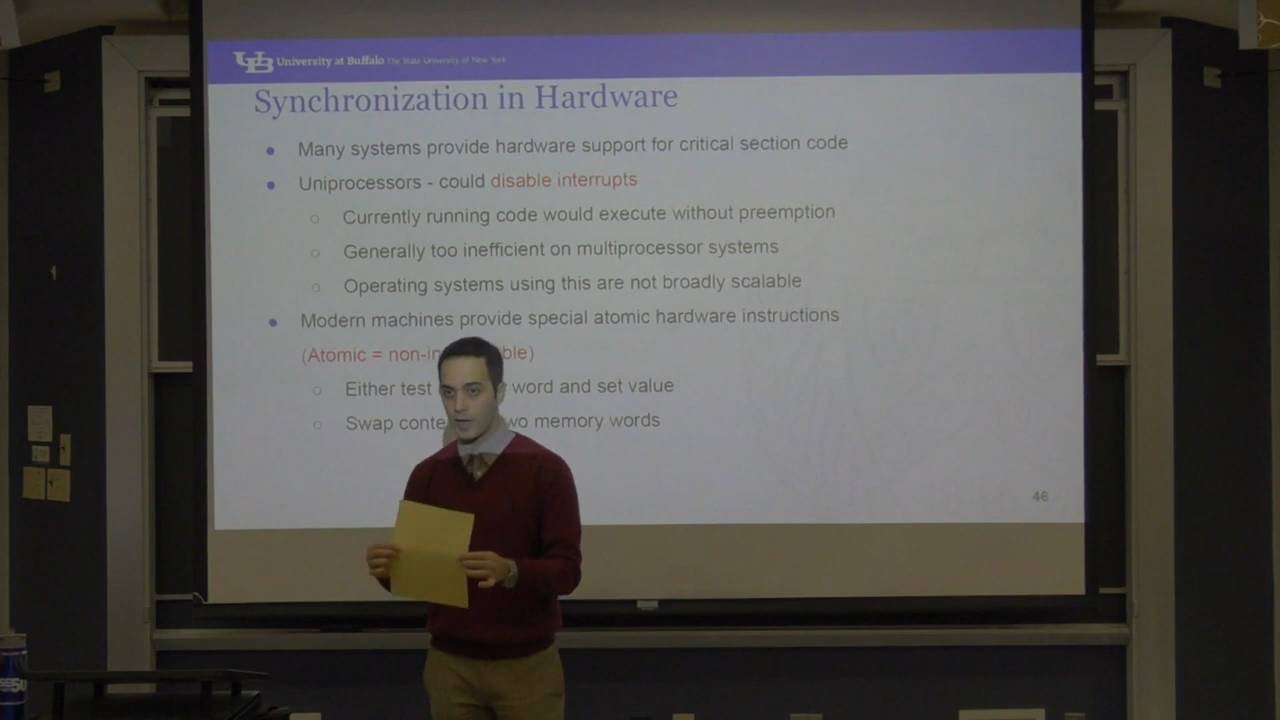 UB University at Buffalo The State University of New York
Synchronization in Hardware
Many systems provide hardware support for critical section code
Uniprocessors - could disable interrupts
Currently running code would execute without preemption
Generally too inefficient on multiprocessor systems
Operating systems using this are not broadly scalable
Modern machines provide special atomic hardware instructions
(Atomic = non-in ble)
Either test word and set value
Swap conte wo memory words
46